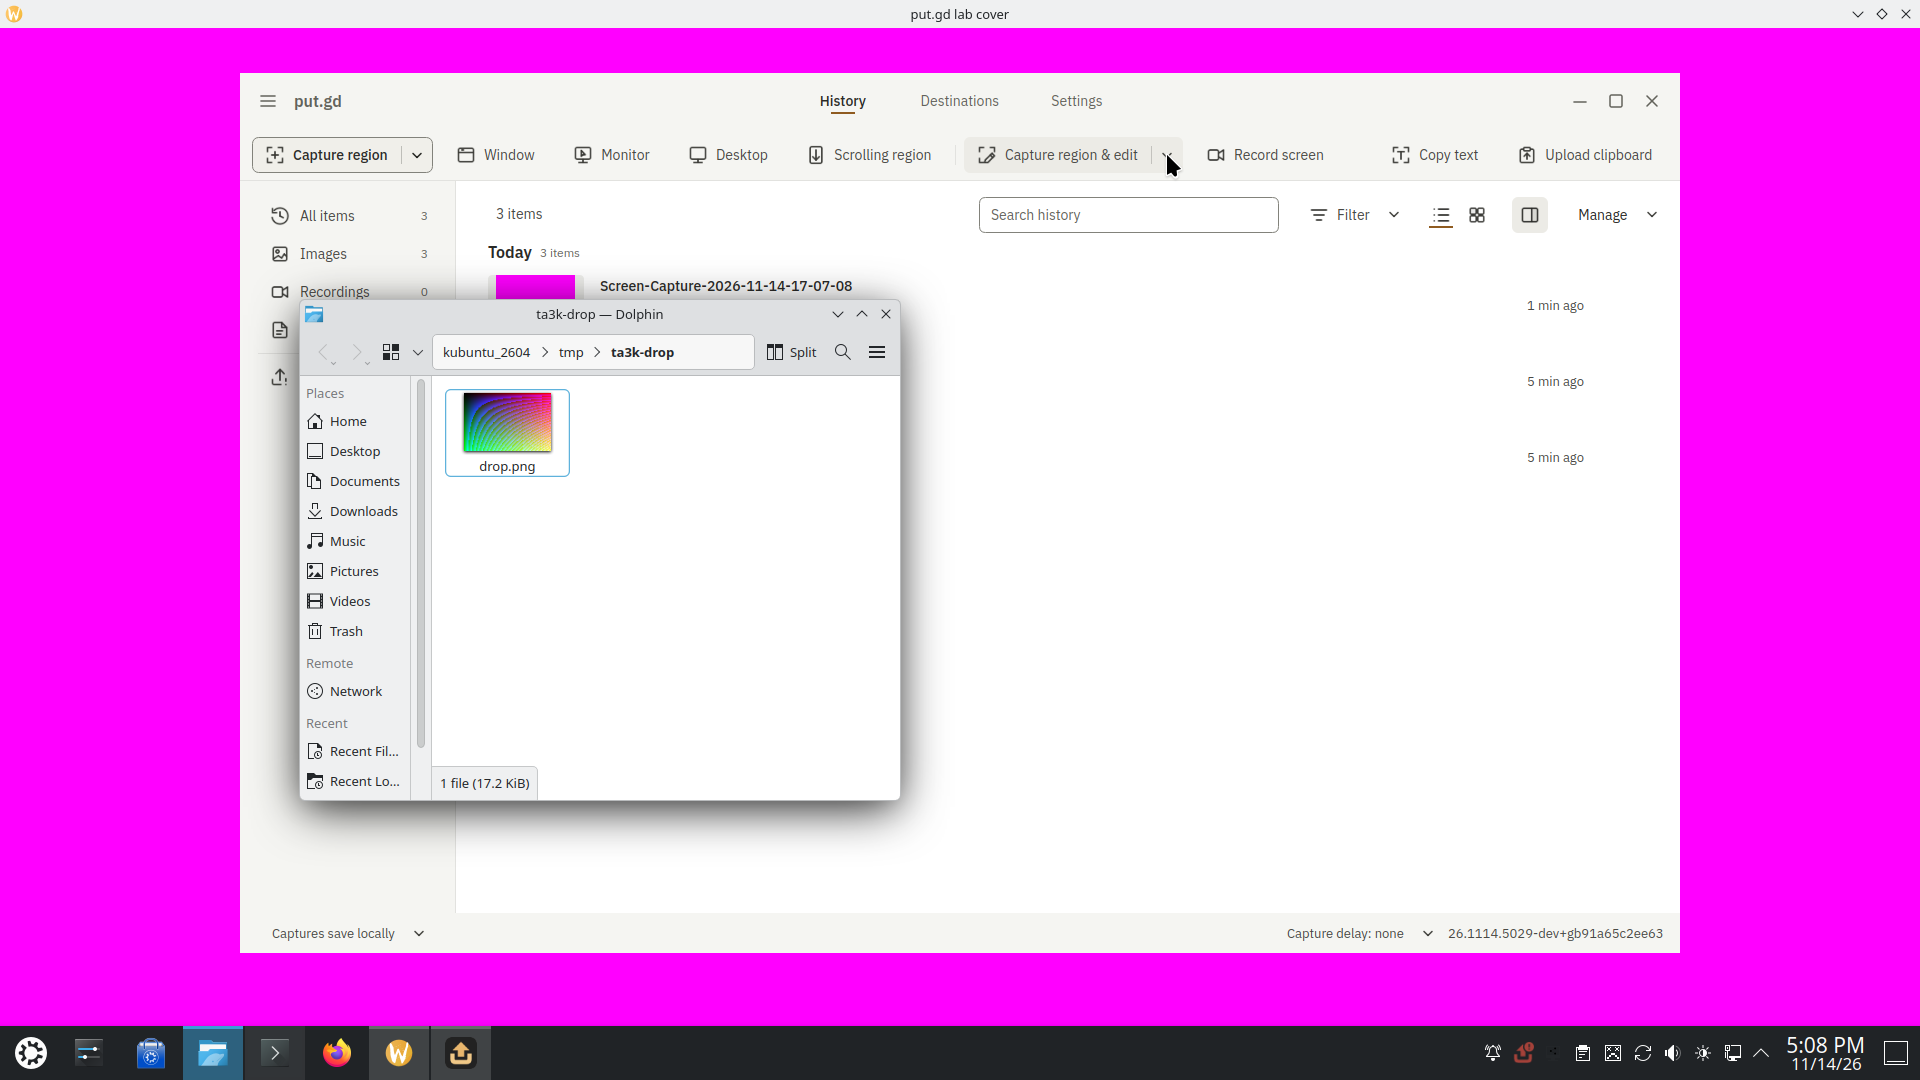 put.gd lab cover
put.gd
History
Destinations
Settings
Capture region
Window
Monitor
Desktop
Scrolling region
Capture region & edit
Record screen
Copy text
Upload clipboard
All items 3
Images 3
Recordings 0
3 items
Search history
Filter
Manage
Today 3 items
Screen-Capture-2026-11-14-17-07-08
1 min ago
5 min ago
5 min ago
ta3k-drop — Dolphin
kubuntu_2604 tmp ta3k-drop
Split
Places
Home
Desktop
Documents
Downloads
Music
Pictures
Videos
Trash
Remote
Network
Recent
Recent Fil...
Recent Lo...
drop.png
1 file (17.2 KiB)
Captures save locally
Capture delay: none
26.1114.5029-dev+gb91a65c2ee63
5:08 PM
11/14/26